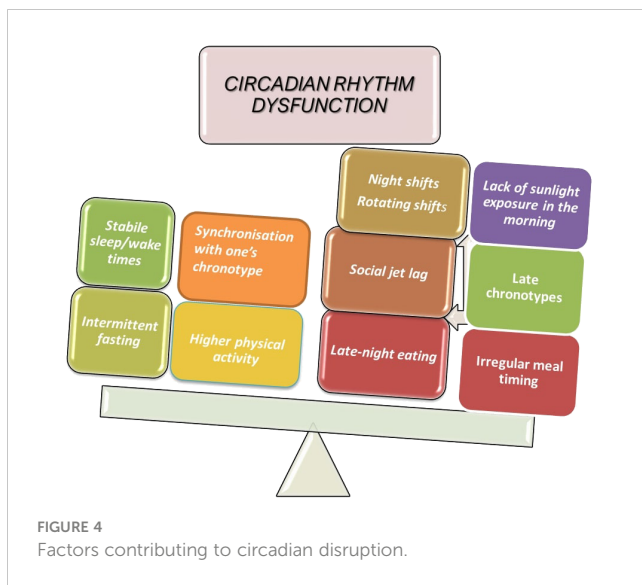 CIRCADIAN RHYTHM
DYSFUNCTION
Stabile
sleep/wake
times
Synchronisation
with one's
chronotype
Intermittent
fasting
Higher physical
activity
Night shifts
Rotating shifts
Lack of sunlight
exposure in the
morning
Social jet lag
Late
chronotypes
Late-night eating
Irregular meal
timing
FIGURE 4
Factors contributing to circadian disruption.